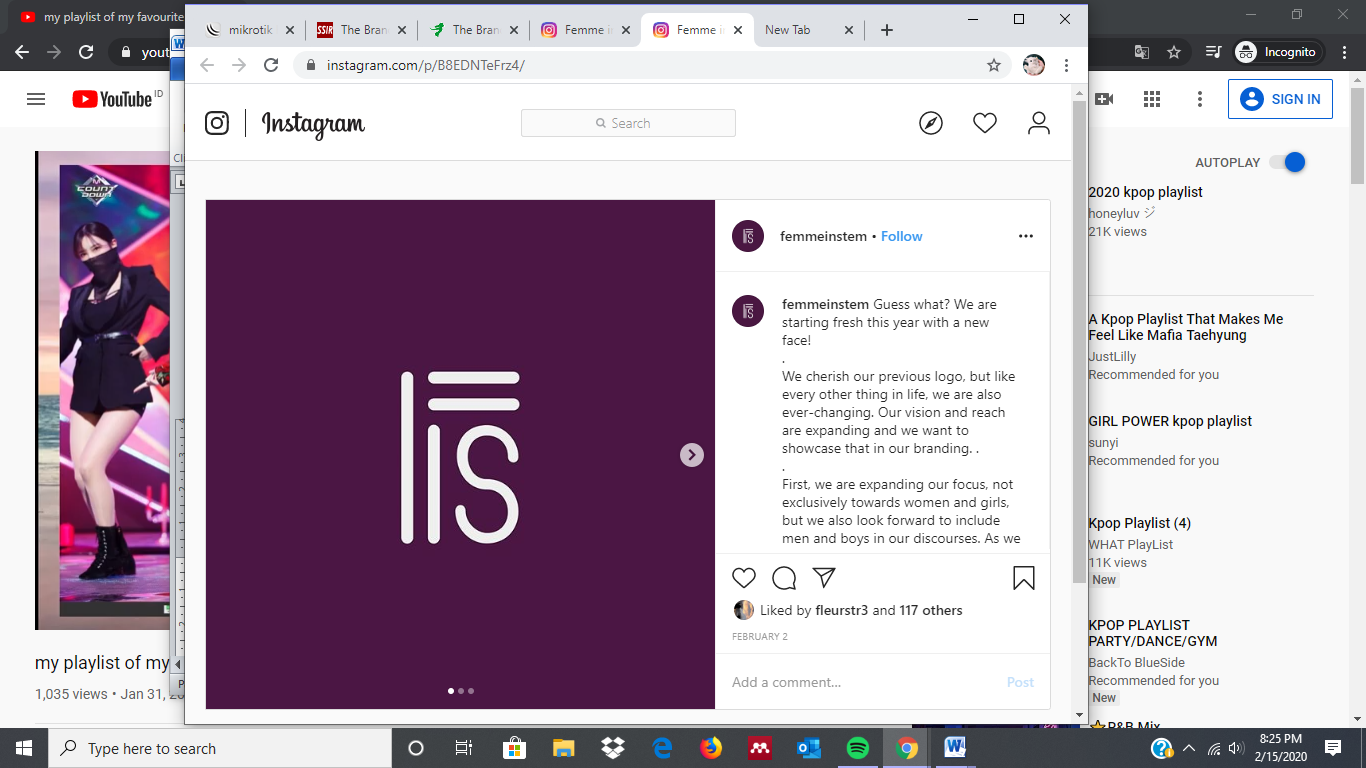 my playlist of my favourite
mikrotik
SSIR
The Bran
The Bran
Femme i
Femme i
New Tab
Incognito
yout
instagram.com/p/B8EDNTeFrz4/
YouTube ID
SIGN IN
Instagram
Search
COUNT
DOWN
AUTOPLAY
femmeinstem • Follow
FIS
femmeinstem Guess what? We are
starting fresh this year with a new
face!
.
We cherish our previous logo, but like
every other thing in life, we are also
ever-changing. Our vision and reach
are expanding and we want to
showcase that in our branding. .
.
First, we are expanding our focus, not
exclusively towards women and girls,
but we also look forward to include
men and boys in our discourses. As we
Liked by fleurstr3 and 117 others
FEBRUARY 2
Add a comment...
Post
my playlist of my
1,035 views • Jan 31, 20
2020 kpop playlist
honeyluv ジ
21K views
A Kpop Playlist That Makes Me
Feel Like Mafia Taehyung
JustLilly
Recommended for you
GIRL POWER kpop playlist
sunyi
Recommended for you
Kpop Playlist (4)
WHAT PlayList
11K views
New
KPOP PLAYLIST
PARTY/DANCE/GYM
BackTo BlueSide
Recommended for you
New
R&B Mix
Type here to search
8:25 PM
2/15/2020